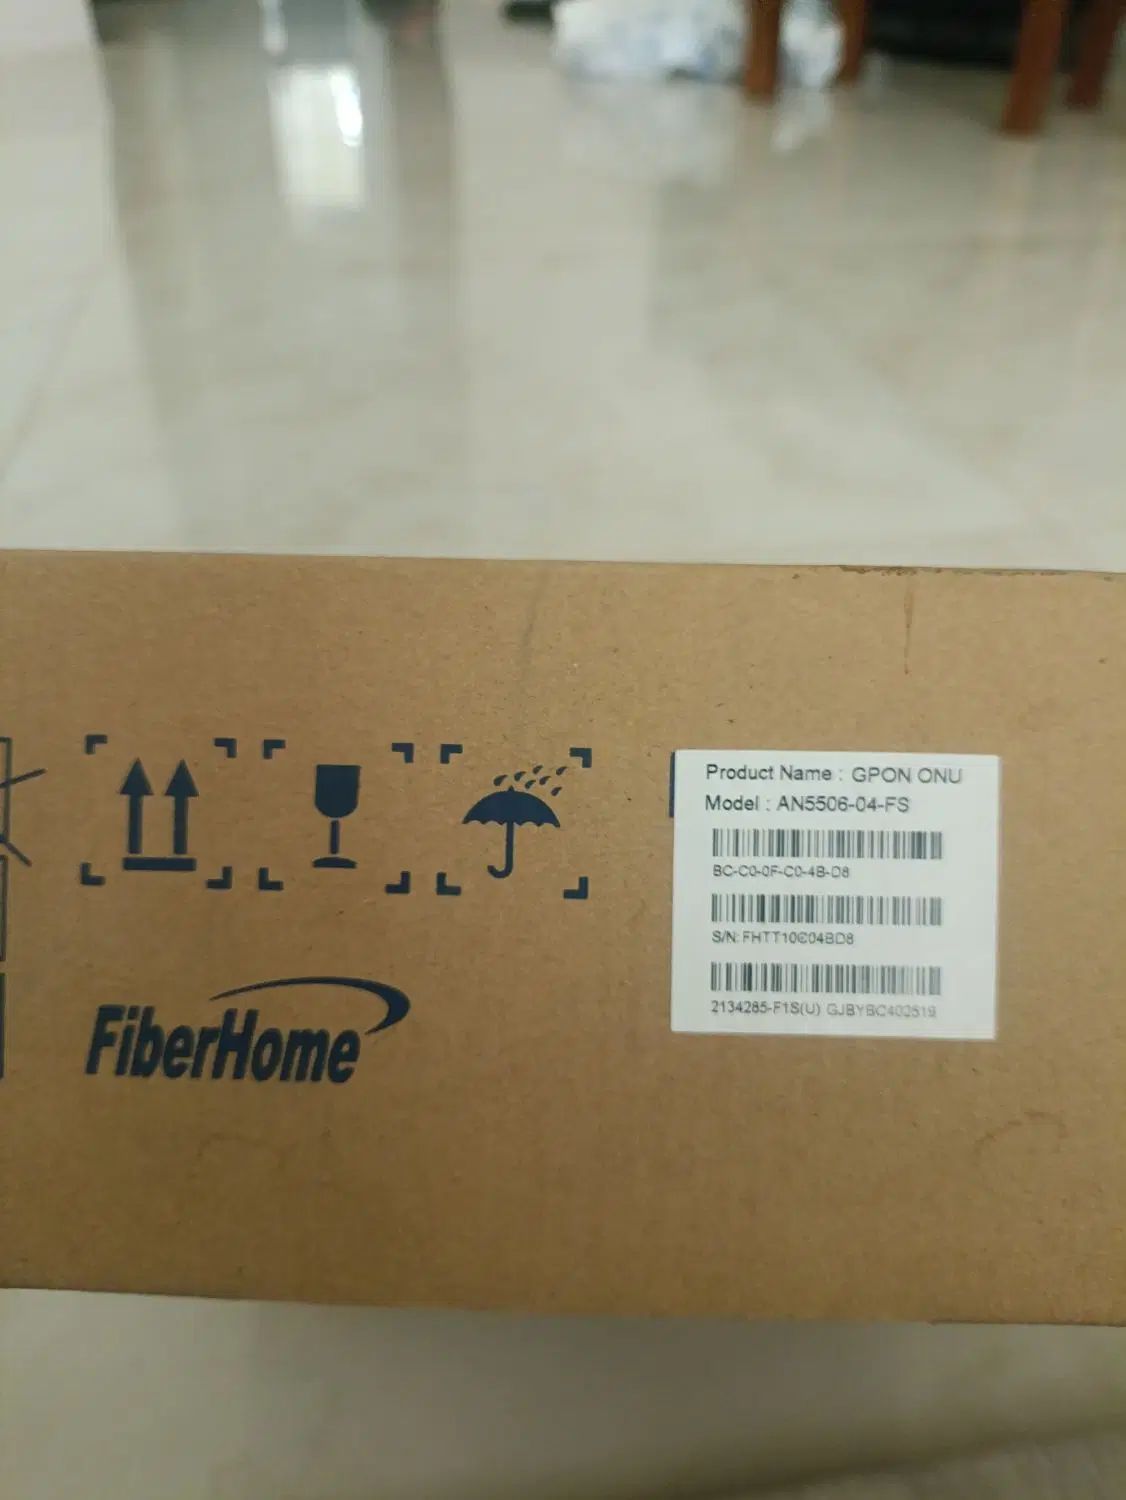 Product Name : GPON ONU
Model : AN5506-04-FS
BC-C0-0F-C0-4B-D8
S/N: FHTT10C04BD8
2134285-F1S(U) GJBYBC402519
FiberHome